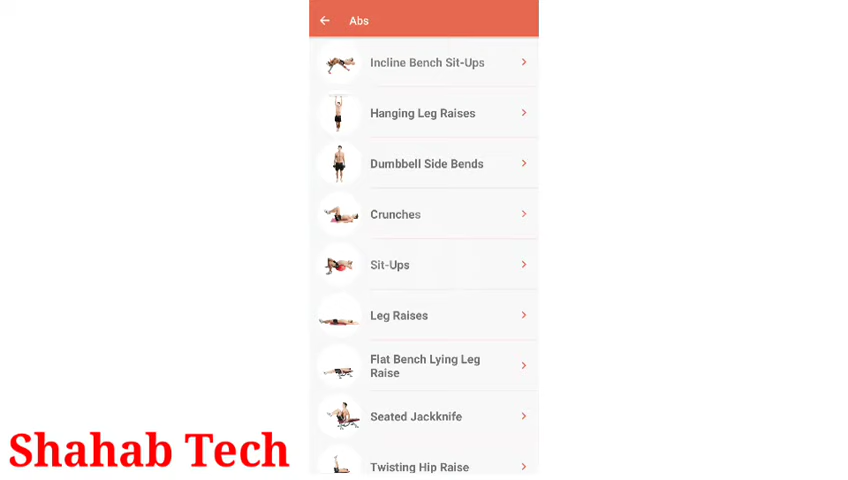 Abs
Incline Bench Sit-Ups
Hanging Leg Raises
Dumbbell Side Bends
Crunches
Sit-Ups
Leg Raises
Flat Bench Lying Leg
Raise
Seated Jackknife
Twisting Hip Raise
Shahab Tech